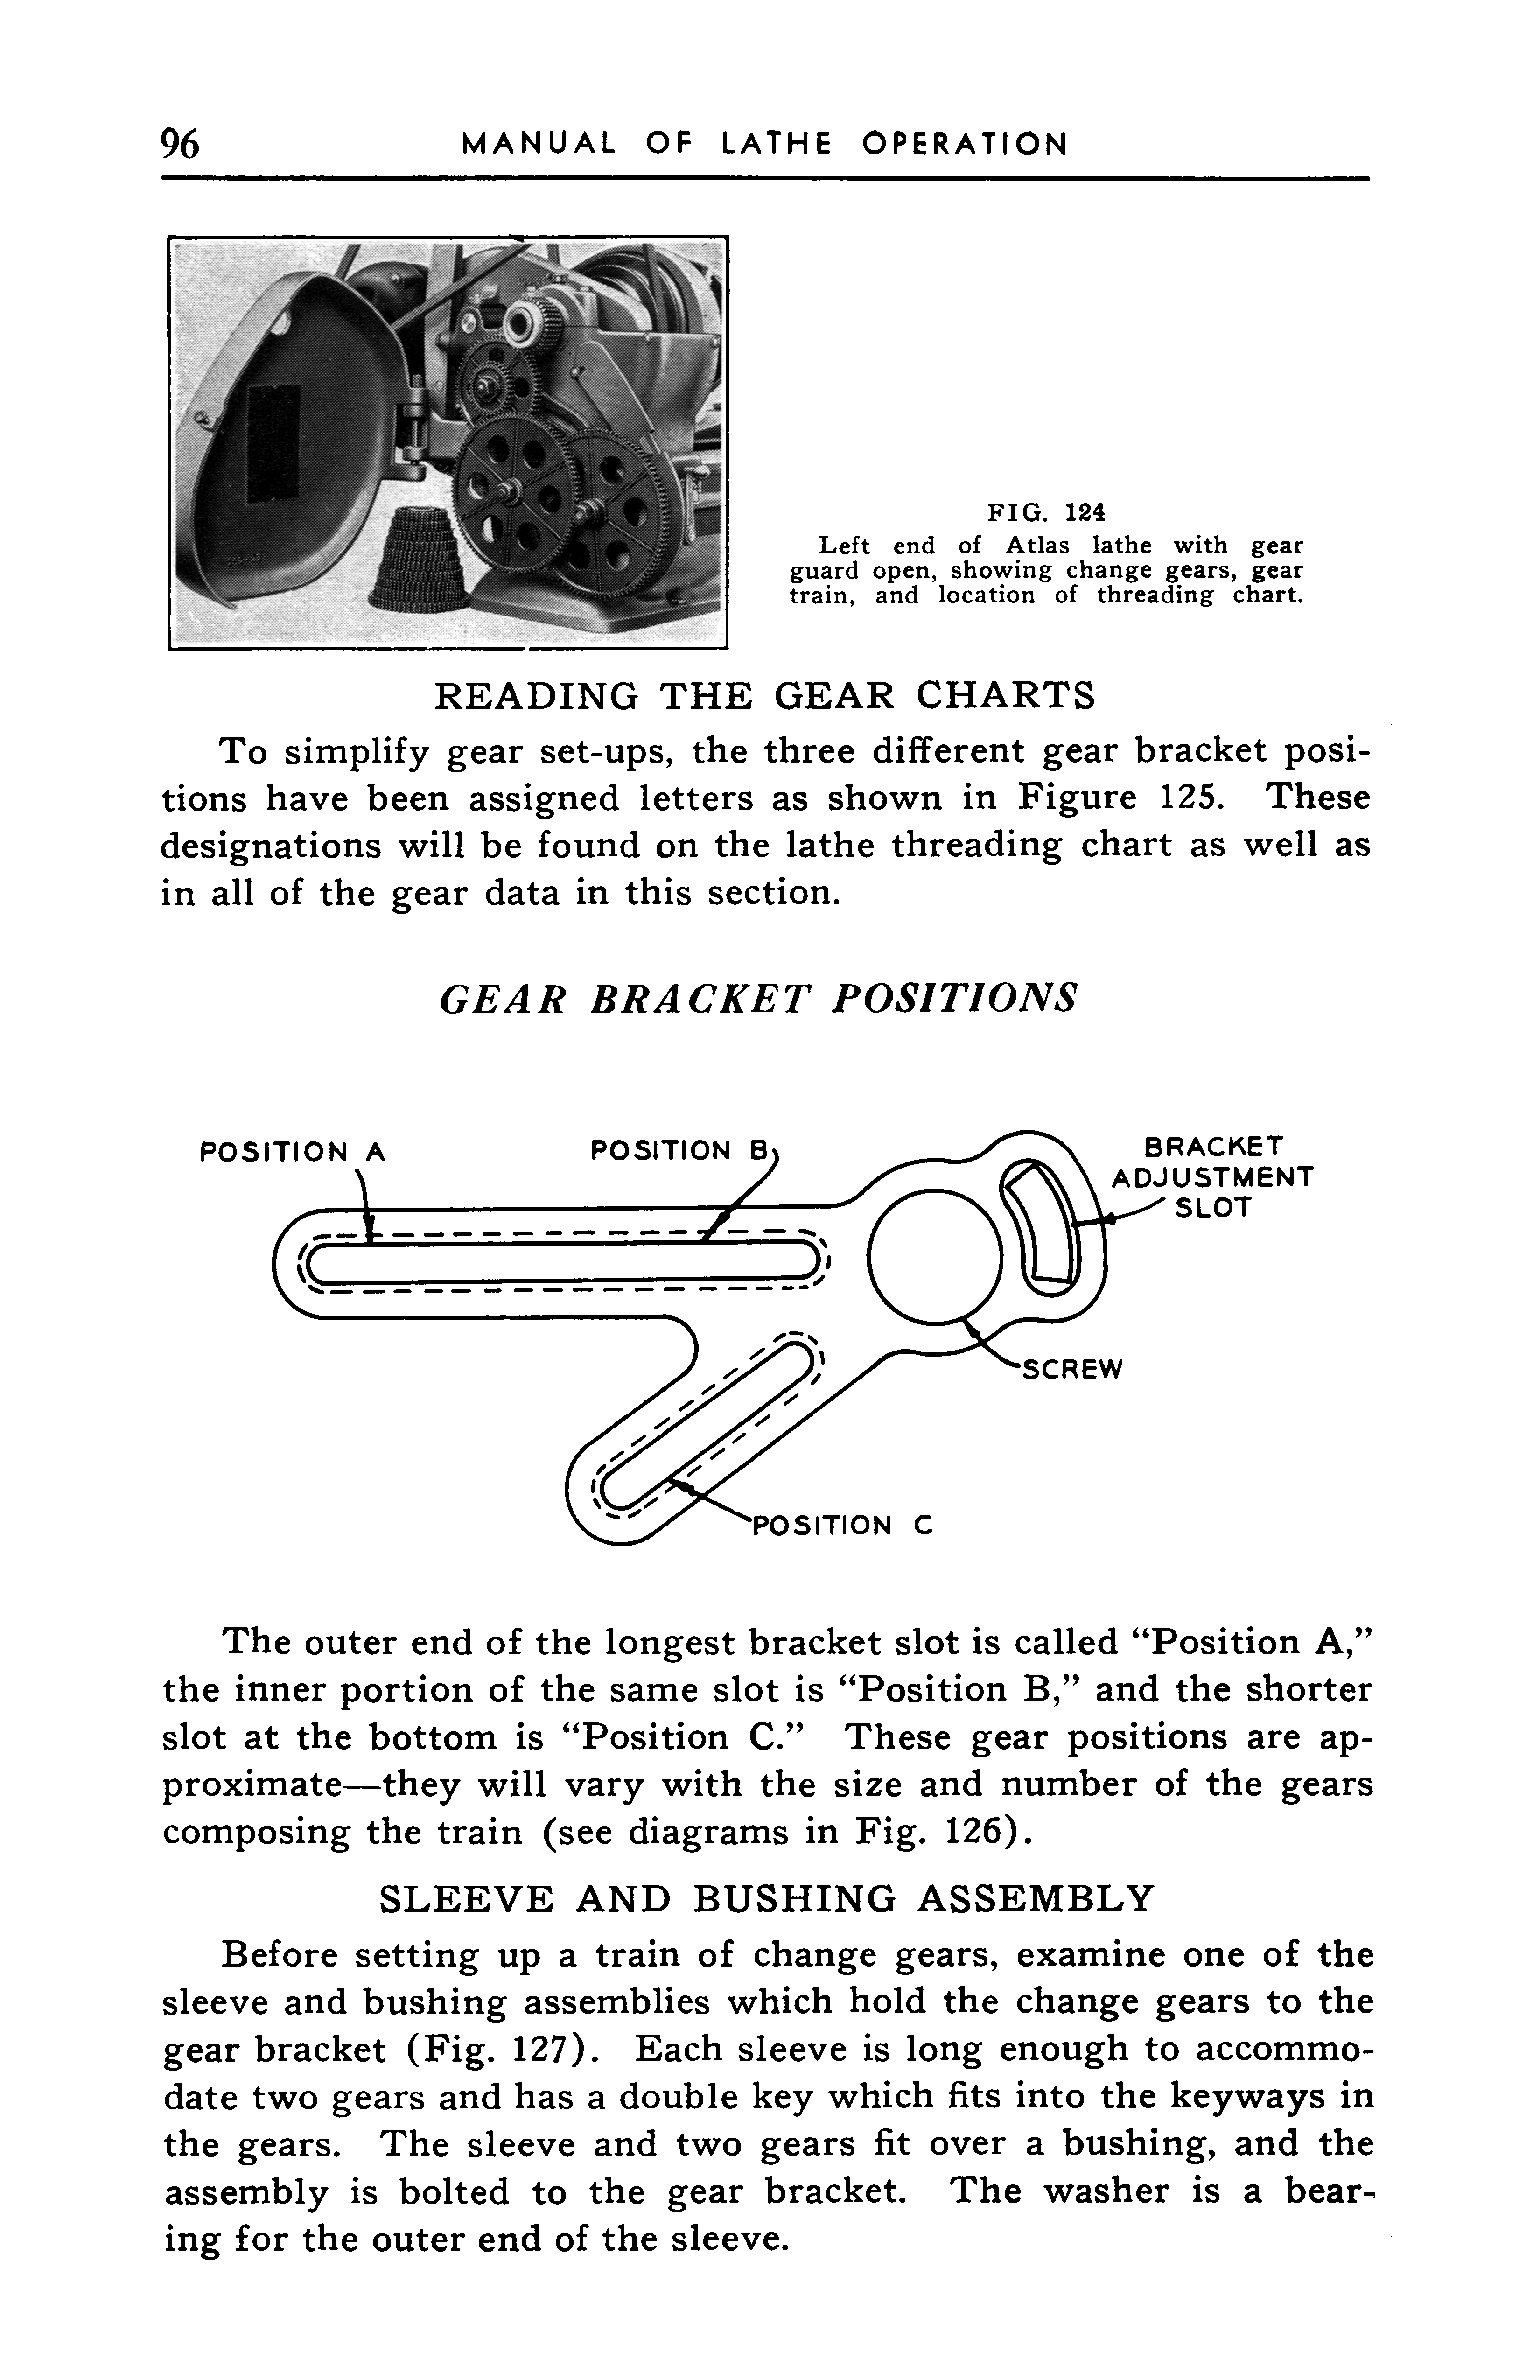 96
MANUAL OF LATHE OPERATION
FIG. 124
Left end of Atlas lathe with gear
guard open, showing change gears, gear
train, and location of threading chart.
READING THE GEAR CHARTS
To simplify gear set-ups, the three different gear bracket posi-
tions have been assigned letters as shown in Figure 125. These
designations will be found on the lathe threading chart as well as
in all of the gear data in this section.
GEAR BRACKET POSITIONS
POSITION A
POSITION B
BRACKET
ADJUSTMENT
SLOT
SCREW
POSITION C
The outer end of the longest bracket slot is called “Position A,”
the inner portion of the same slot is “Position B,” and the shorter
slot at the bottom is “Position C.” These gear positions are ap-
proximate—they will vary with the size and number of the gears
composing the train (see diagrams in Fig. 126).
SLEEVE AND BUSHING ASSEMBLY
Before setting up a train of change gears, examine one of the
sleeve and bushing assemblies which hold the change gears to the
gear bracket (Fig. 127). Each sleeve is long enough to accommo-
date two gears and has a double key which fits into the keyways in
the gears. The sleeve and two gears fit over a bushing, and the
assembly is bolted to the gear bracket. The washer is a bear-
ing for the outer end of the sleeve.